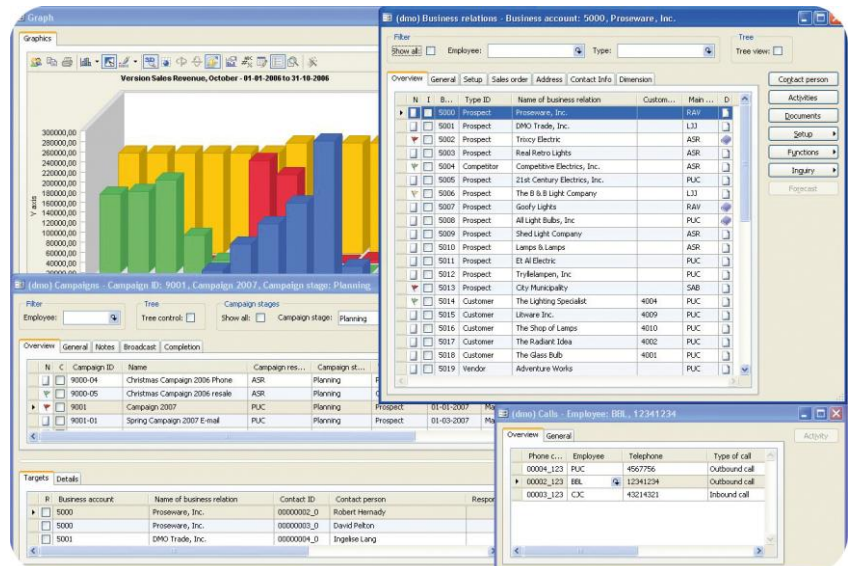 Graph
Graphics
Version Sales Revenue, October - 01-01-2006 to 31-10-2006
Y axis
300000,00
280000,00
260000,00
240000,00
220000,00
200000,00
180000,00
160000,00
140000,00
120000,00
100000,00
80000,00
60000,00
40000,00
20000,00
(dmo) Business relations - Business account: 5000, Proseware, Inc.
Filter
Tree
Show all: Employee: Type: Tree view:
Overview General Setup Sales order Address Contact Info Dimension
N I B... Type ID Name of business relation Custom... Main ... D
5000 Prospect Proseware, Inc. RAV
5001 Prospect DMO Trade, Inc. LJJ
5002 Prospect Trixcy Electric ASR
5003 Prospect Real Retro Lights ASR
5004 Competitor Competitive Electrics, Inc. ASR
5005 Prospect 21st Century Electrics, Inc. PUC
5006 Prospect The B & B Light Company LJJ
5007 Prospect Goofy Lights RAV
5008 Prospect All Light Bulbs, Inc PUC
5009 Prospect Shed Light Company ASR
5010 Prospect Lamps & Lamps ASR
5011 Prospect Et Al Electric PUC
5012 Prospect Tryllelampen, Inc PUC
5013 Prospect City Municipality SAB
5014 Customer The Lighting Specialist 4004 PUC
5015 Customer Litware Inc. 4009 PUC
5016 Customer The Shop of Lamps 4010 PUC
5017 Customer The Radiant Idea 4002 PUC
5018 Customer The Glass Bulb 4001 PUC
5019 Vendor Adventure Works PUC
Contact person
Activities
Documents
Setup
Functions
Inquiry
Forecast
(dmo) Campaigns - Campaign ID: 9001, Campaign 2007, Campaign stage: Planning
Filter Tree Campaign stages
Employee: Tree control: Show all: Campaign stage: Planning
Overview General Notes Broadcast Completion
N C Campaign ID Name Campaign res... Campaign st...
9000-04 Christmas Campaign 2006 Phone ASR Planning
9000-05 Christmas Campaign 2006 resale ASR Planning
9001 Campaign 2007 PUC Planning Prospect 01-01-2007 Ma
9001-01 Spring Campaign 2007 E-mail PUC Planning Prospect 01-03-2007 Ma
Targets Details
R Business account Name of business relation Contact ID Contact person Respon
5000 Proseware, Inc. 00000002_0 Robert Hernady
5000 Proseware, Inc. 00000003_0 David Pelton
5001 DMO Trade, Inc. 00000004_0 Ingelise Lang
(dmo) Calls - Employee: BBL, 12341234
Overview General
Activity
Phone c... Employee Telephone Type of call
00004_123 PUC 4567756 Outbound call
00002_123 BBL 12341234 Outbound call
00003_123 CJC 43214321 Inbound call